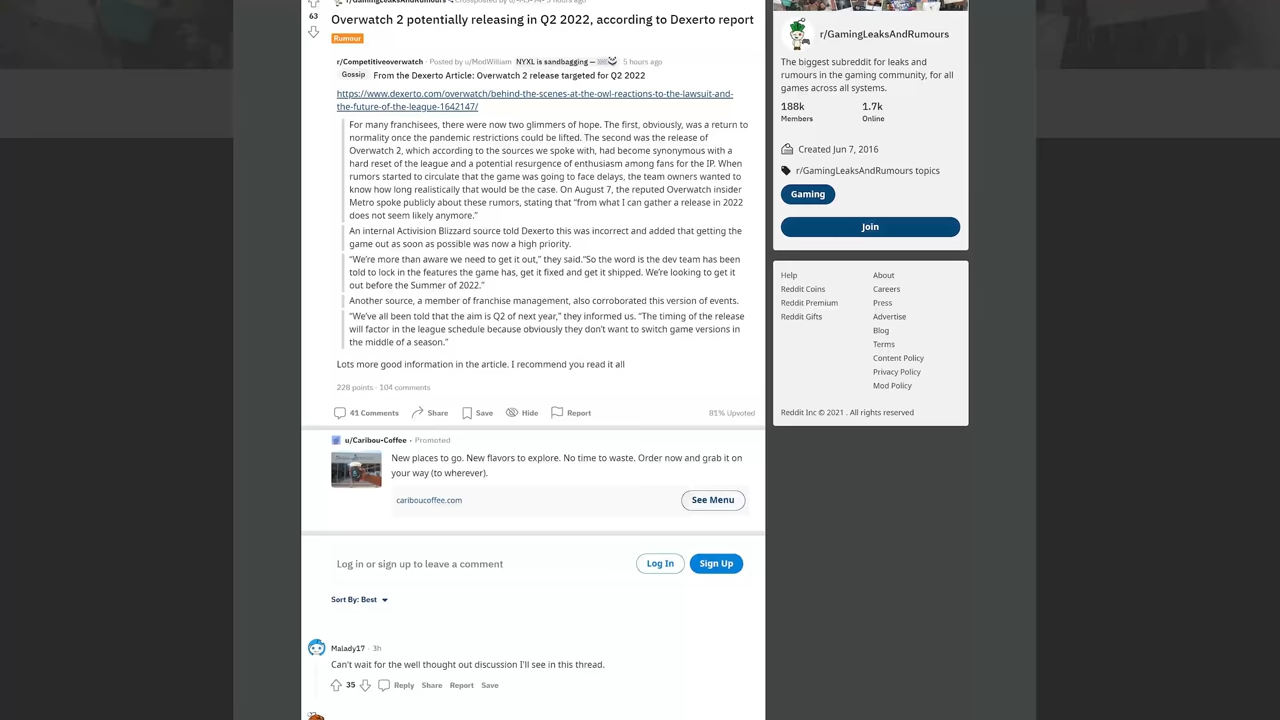 63
Overwatch 2 potentially releasing in Q2 2022, according to Dexerto report
Rumour
r/Competitiveoverwatch · Posted by u/ModWilliam NYXL is sandbagging — 5 hours ago
Gossip From the Dexerto Article: Overwatch 2 release targeted for Q2 2022
https://www.dexerto.com/overwatch/behind-the-scenes-at-the-owl-reactions-to-the-lawsuit-and-
the-future-of-the-league-1642147/
For many franchisees, there were now two glimmers of hope. The first, obviously, was a return to
normality once the pandemic restrictions could be lifted. The second was the release of
Overwatch 2, which according to the sources we spoke with, had become synonymous with a
hard reset of the league and a potential resurgence of enthusiasm among fans for the IP. When
rumors started to circulate that the game was going to face delays, the team owners wanted to
know how long realistically that would be the case. On August 7, the reputed Overwatch insider
Metro spoke publicly about these rumors, stating that “from what I can gather a release in 2022
does not seem likely anymore.”
An internal Activision Blizzard source told Dexerto this was incorrect and added that getting the
game out as soon as possible was now a high priority.
“We’re more than aware we need to get it out,” they said.“So the word is the dev team has been
told to lock in the features the game has, get it fixed and get it shipped. We’re looking to get it
out before the Summer of 2022.”
Another source, a member of franchise management, also corroborated this version of events.
“We’ve all been told that the aim is Q2 of next year,” they informed us. “The timing of the release
will factor in the league schedule because obviously they don’t want to switch game versions in
the middle of a season.”
Lots more good information in the article. I recommend you read it all
228 points · 104 comments
41 Comments Share Save Hide Report 81% Upvoted
u/Caribou-Coffee · Promoted
New places to go. New flavors to explore. No time to waste. Order now and grab it on
your way (to wherever).
cariboucoffee.com See Menu
Log in or sign up to leave a comment Log In Sign Up
Sort By: Best
Malady17 · 3h
Can't wait for the well thought out discussion I'll see in this thread.
35 Reply Share Report Save
r/GamingLeaksAndRumours
The biggest subreddit for leaks and
rumours in the gaming community, for all
games across all systems.
188k 1.7k
Members Online
Created Jun 7, 2016
r/GamingLeaksAndRumours topics
Gaming
Join
Help About
Reddit Coins Careers
Reddit Premium Press
Reddit Gifts Advertise
Blog
Terms
Content Policy
Privacy Policy
Mod Policy
Reddit Inc © 2021 . All rights reserved